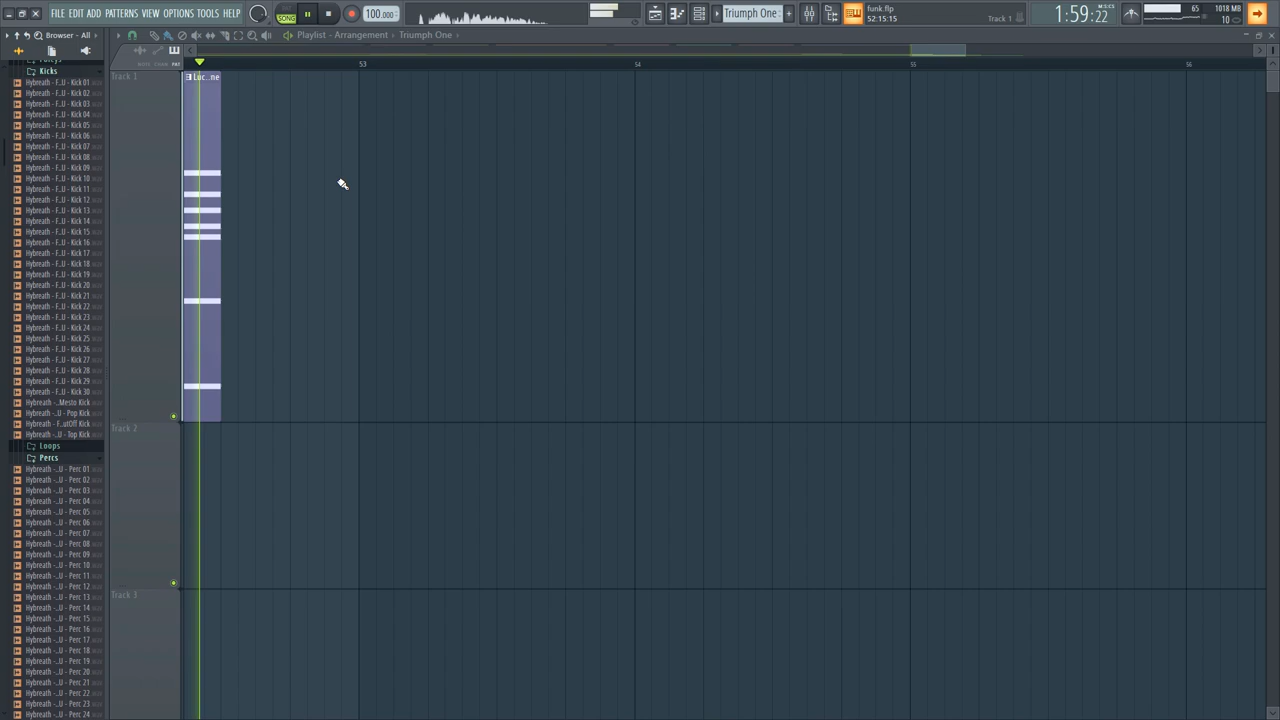 FILE EDIT ADD PATTERNS VIEW OPTIONS TOOLS HELP
SONG
100.000
Triumph One
funk.flp
52:15:15
Track 1
1:59:22
M:S:CS
65
1018 MB
10
Browser - All
Playlist - Arrangement
Triumph One
NOTE CHAN PAT
53
54
55
56
Kicks
Hybreath - F..U - Kick 01
Hybreath - F..U - Kick 02
Hybreath - F..U - Kick 03
Hybreath - F..U - Kick 04
Hybreath - F..U - Kick 05
Hybreath - F..U - Kick 06
Hybreath - F..U - Kick 07
Hybreath - F..U - Kick 08
Hybreath - F..U - Kick 09
Hybreath - F..U - Kick 10
Hybreath - F..U - Kick 11
Hybreath - F..U - Kick 12
Hybreath - F..U - Kick 13
Hybreath - F..U - Kick 14
Hybreath - F..U - Kick 15
Hybreath - F..U - Kick 16
Hybreath - F..U - Kick 17
Hybreath - F..U - Kick 18
Hybreath - F..U - Kick 19
Hybreath - F..U - Kick 20
Hybreath - F..U - Kick 21
Hybreath - F..U - Kick 22
Hybreath - F..U - Kick 23
Hybreath - F..U - Kick 24
Hybreath - F..U - Kick 25
Hybreath - F..U - Kick 26
Hybreath - F..U - Kick 27
Hybreath - F..U - Kick 28
Hybreath - F..U - Kick 29
Hybreath - F..U - Kick 30
Hybreath -..Mesto Kick
Hybreath -..U - Pop Kick
Hybreath - F..utOff Kick
Hybreath -..U - Top Kick
Loops
Percs
Hybreath -..U - Perc 01
Hybreath -..U - Perc 02
Hybreath -..U - Perc 03
Hybreath -..U - Perc 04
Hybreath -..U - Perc 05
Hybreath -..U - Perc 06
Hybreath -..U - Perc 07
Hybreath -..U - Perc 08
Hybreath -..U - Perc 09
Hybreath -..U - Perc 10
Hybreath -..U - Perc 11
Hybreath -..U - Perc 12
Hybreath -..U - Perc 13
Hybreath -..U - Perc 14
Hybreath -..U - Perc 15
Hybreath -..U - Perc 16
Hybreath -..U - Perc 17
Hybreath -..U - Perc 18
Hybreath -..U - Perc 19
Hybreath -..U - Perc 20
Hybreath -..U - Perc 21
Hybreath -..U - Perc 22
Hybreath -..U - Perc 23
Hybreath -..U - Perc 24
Track 1
Luc..ne
Track 2
Track 3